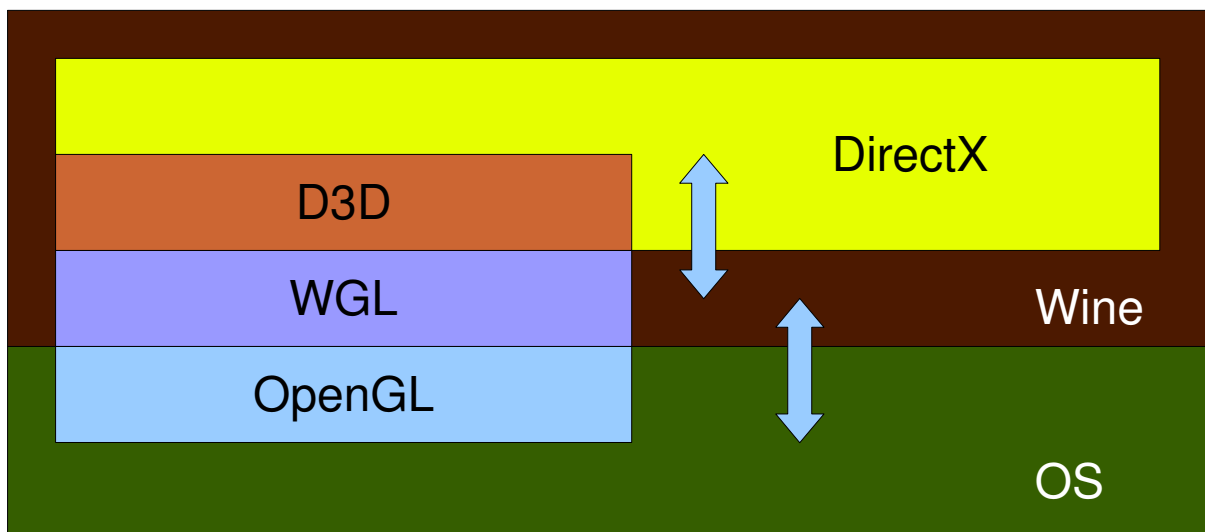 DirectX
D3D
WGL
Wine
OpenGL
OS